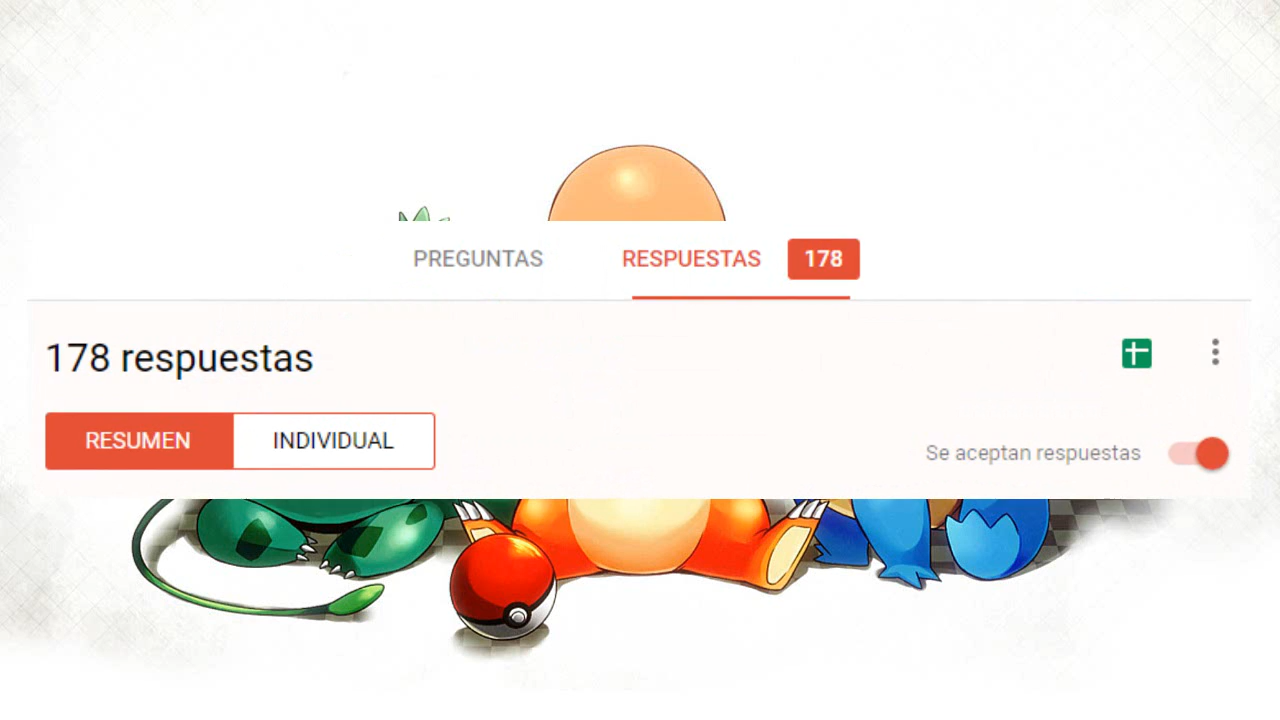 PREGUNTAS RESPUESTAS 178
178 respuestas
RESUMEN INDIVIDUAL
Se aceptan respuestas